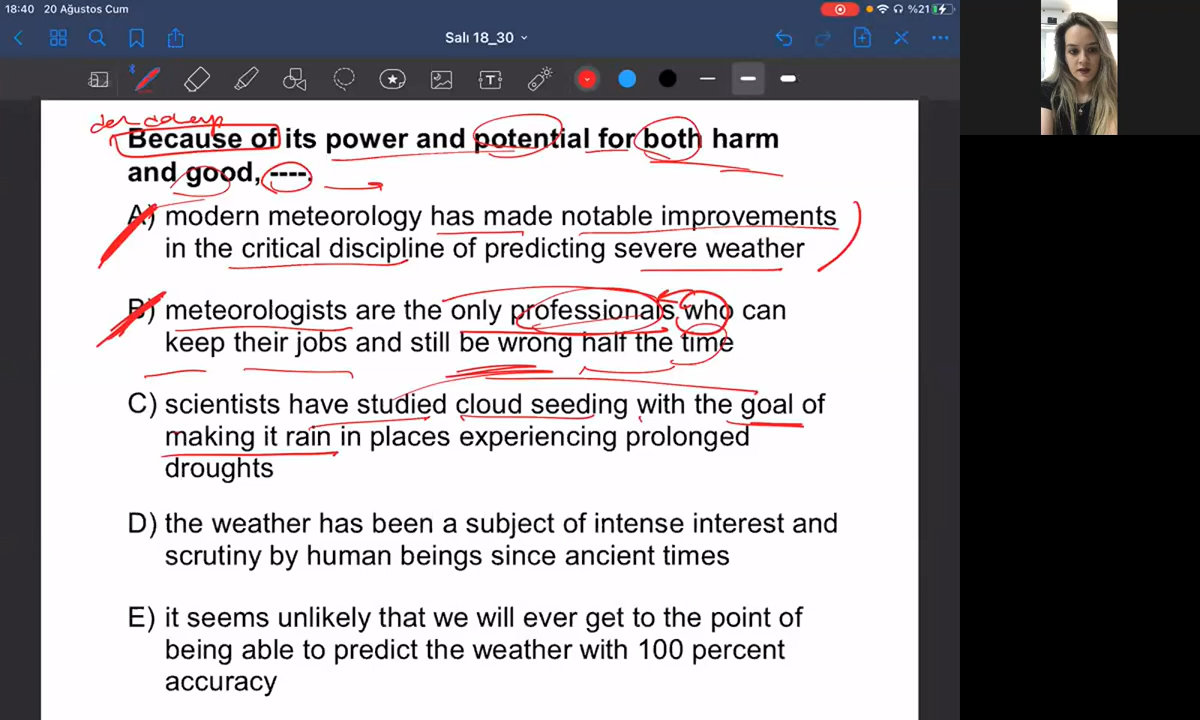 18:40 20 Ağustos Cum
%21
Salı 18_30
Because of its power and potential for both harm
and good, ----.
A) modern meteorology has made notable improvements
in the critical discipline of predicting severe weather
B) meteorologists are the only professionals who can
keep their jobs and still be wrong half the time
C) scientists have studied cloud seeding with the goal of
making it rain in places experiencing prolonged
droughts
D) the weather has been a subject of intense interest and
scrutiny by human beings since ancient times
E) it seems unlikely that we will ever get to the point of
being able to predict the weather with 100 percent
accuracy